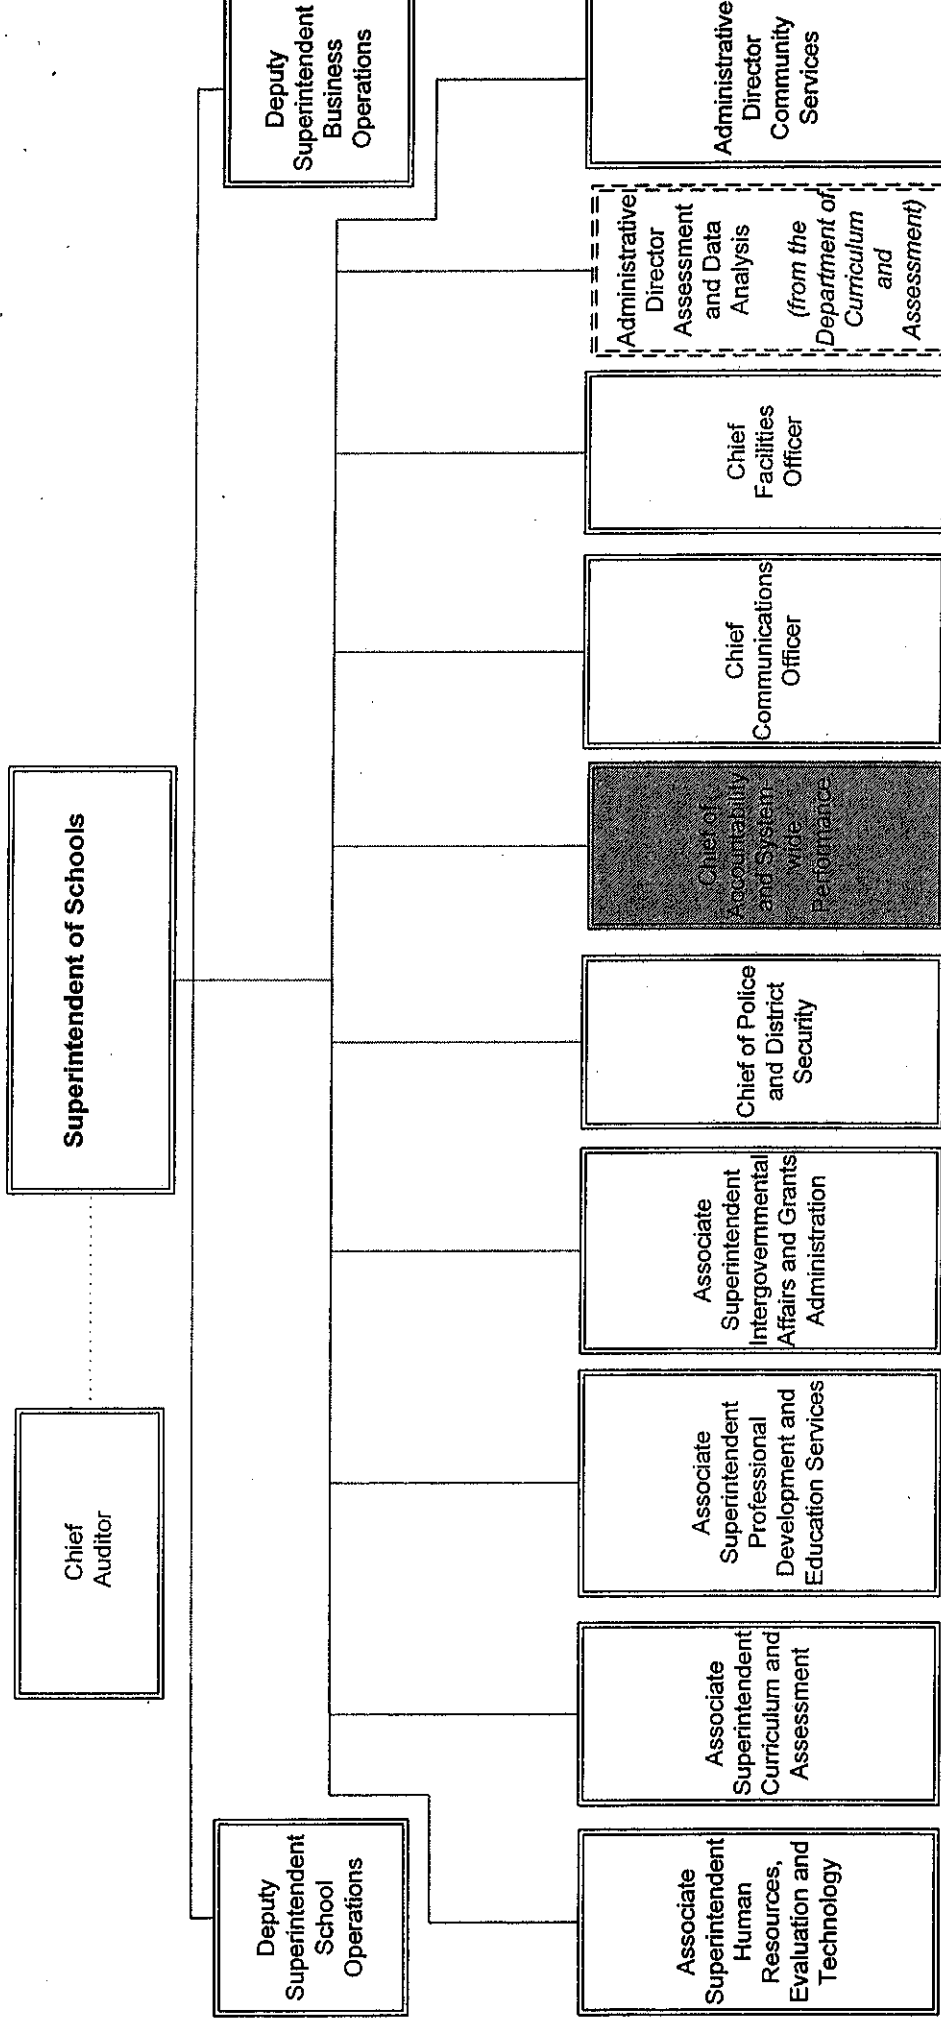 Superintendent of Schools
Chief
Auditor
Deputy
Superintendent
School
Operations
Deputy
Superintendent
Business
Operations
Associate
Superintendent
Human
Resources,
Evaluation and
Technology
Associate
Superintendent
Curriculum and
Assessment
Associate
Superintendent
Professional
Development and
Education Services
Associate
Superintendent
Intergovernmental
Affairs and Grants
Administration
Chief of Police
and District
Security
Chief of
Accountability
and System-
wide
Performance
Chief
Communications
Officer
Chief
Facilities
Officer
Administrative
Director
Assessment
and Data
Analysis
(from the
Department of
Curriculum
and
Assessment)
Administrative
Director
Community
Services